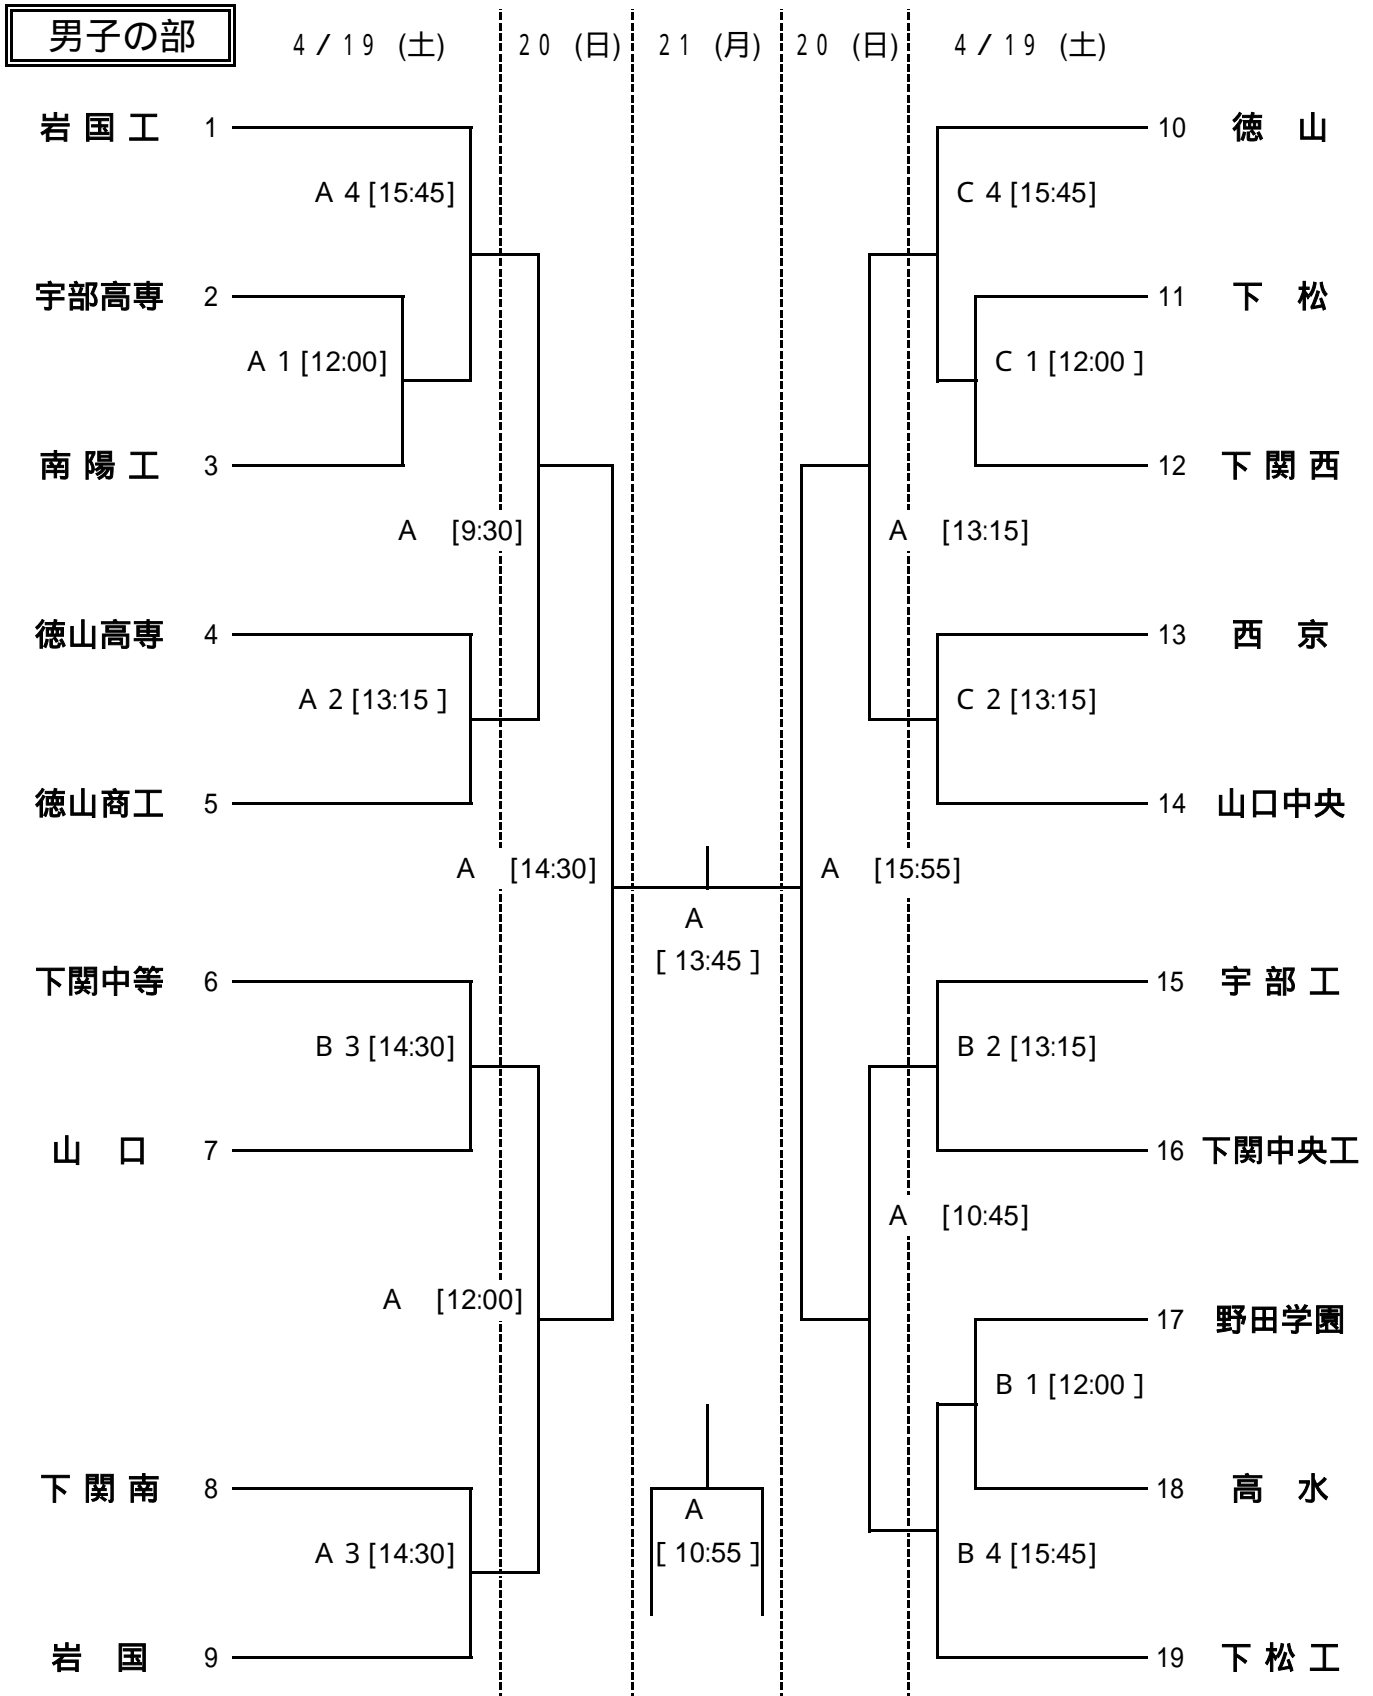 男子の部 4/19 (土) 20 (日) 21 (月) 20 (日) 4/19 (土)
岩国工 1 10 徳 山
A 4 [15:45] C 4 [15:45]
宇部高専 2 11 下 松
A 1 [12:00] C 1 [12:00 ]
南陽工 3 12 下関西
A [9:30] A [13:15]
徳山高専 4 13 西 京
A 2 [13:15 ] C 2 [13:15]
徳山商工 5 14 山口中央
A [14:30] A [15:55]
A
[ 13:45 ]
下関中等 6 15 宇部工
B 3 [14:30] B 2 [13:15]
山 口 7 16 下関中央工
A [10:45]
A [12:00]
17 野田学園
B 1 [12:00 ]
下関南 8 18 高 水
A
A 3 [14:30] [ 10:55 ] B 4 [15:45]
岩 国 9 19 下松工